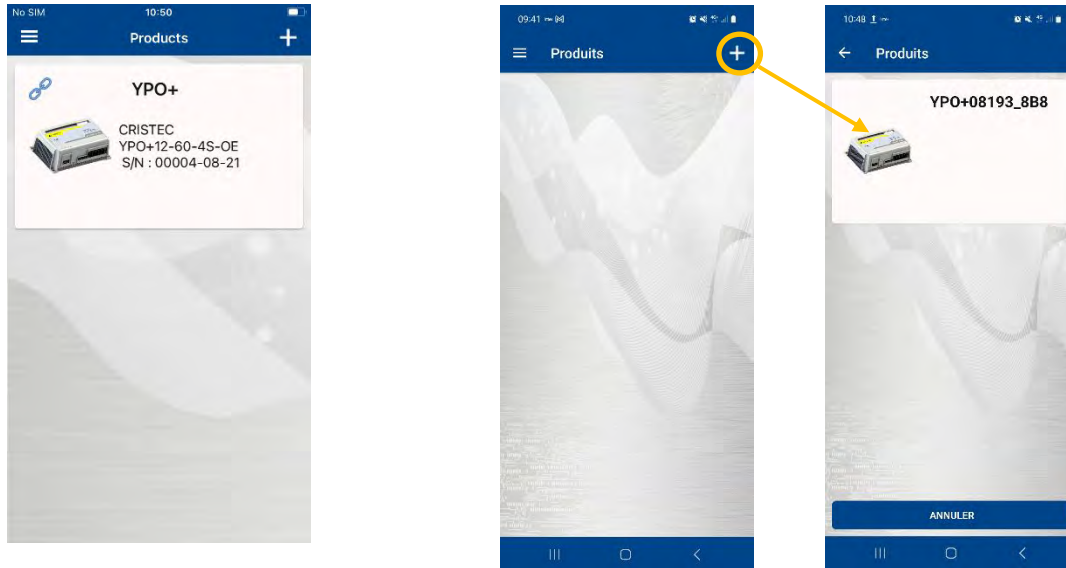 No SIM
10:50
Products
YPO+
CRISTEC
YPO+12-60-4S-OE
S/N : 00004-08-21
09:41
Produits
10:48
Produits
YPO+08193_8B8
ANNULER